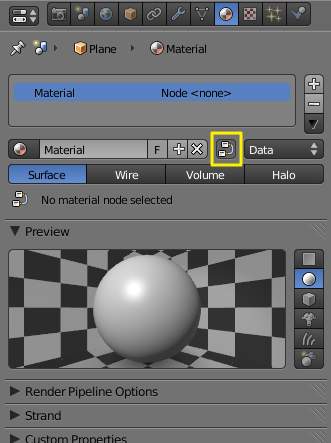 Plane Material
Material Node <none>
Material F Data
Surface Wire Volume Halo
No material node selected
Preview
Render Pipeline Options
Strand
Custom Properties